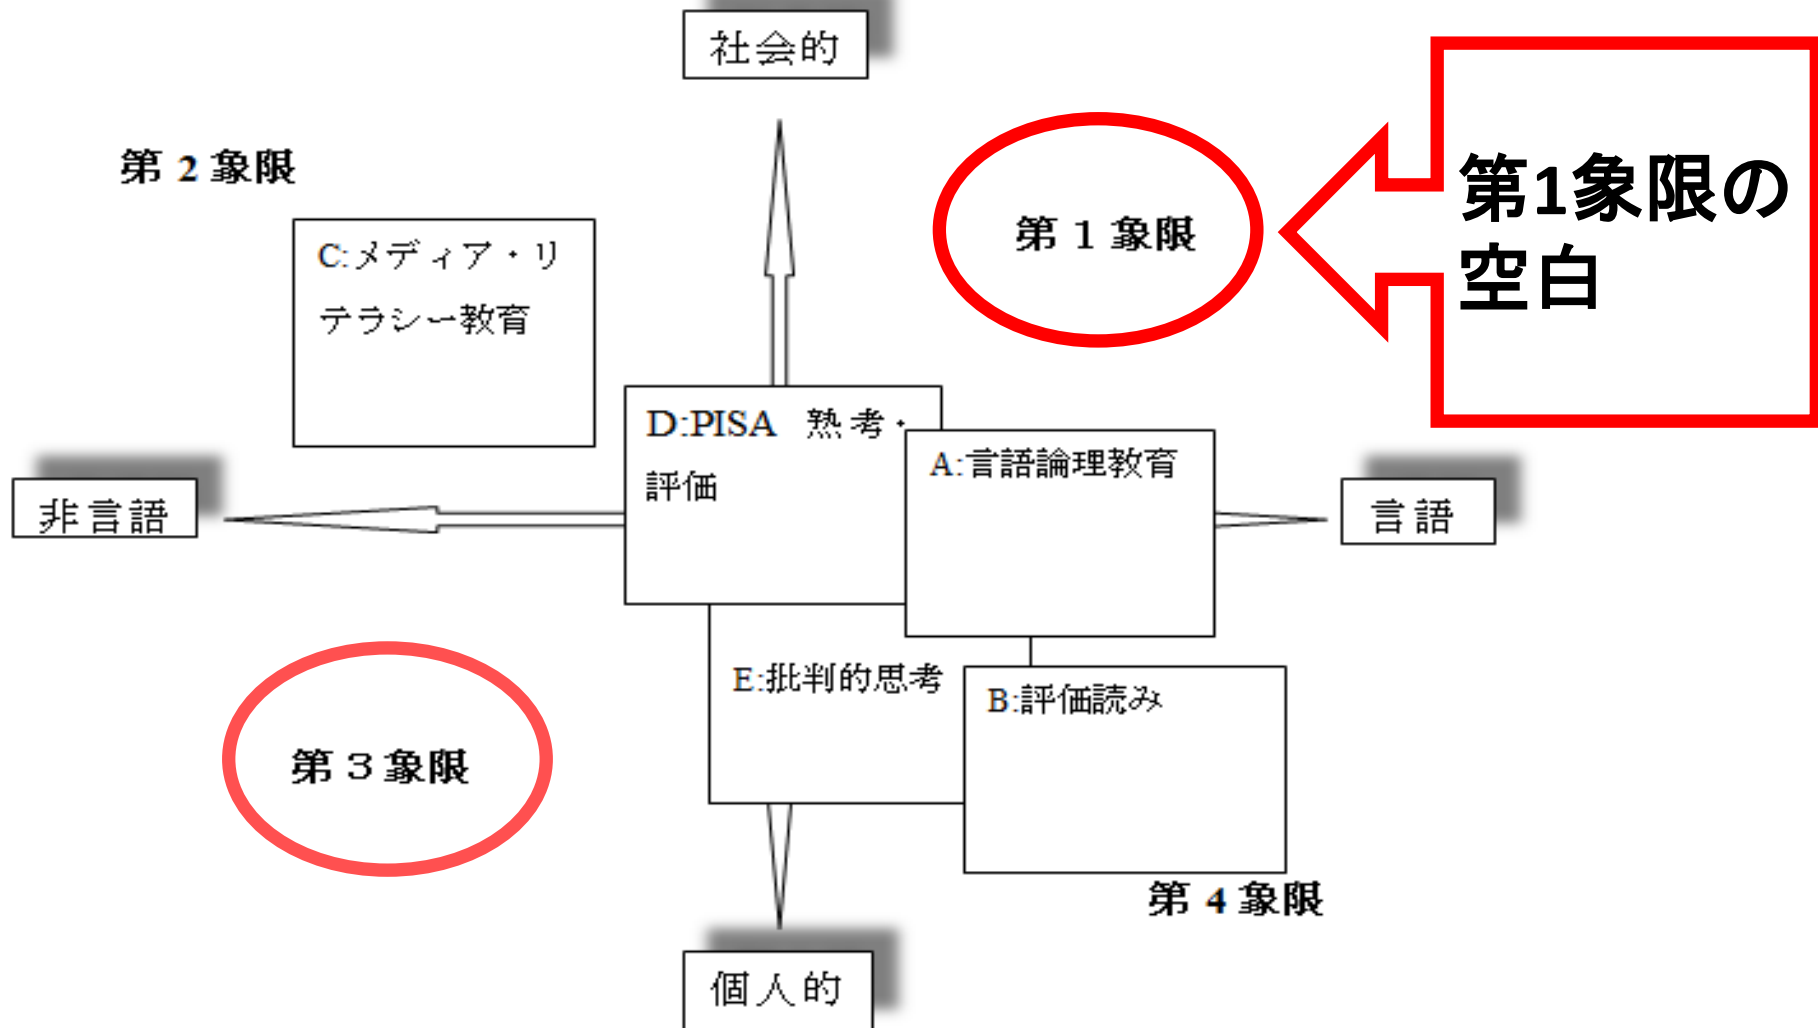 社会的
第 2 象限
第 1 象限
第1象限の
空白
C:メディア・リ
テラシー教育
D:PISA 熟考・
評価
A:言語論理教育
非言語
言語
E:批判的思考
B:評価読み
第 3 象限
第 4 象限
個人的